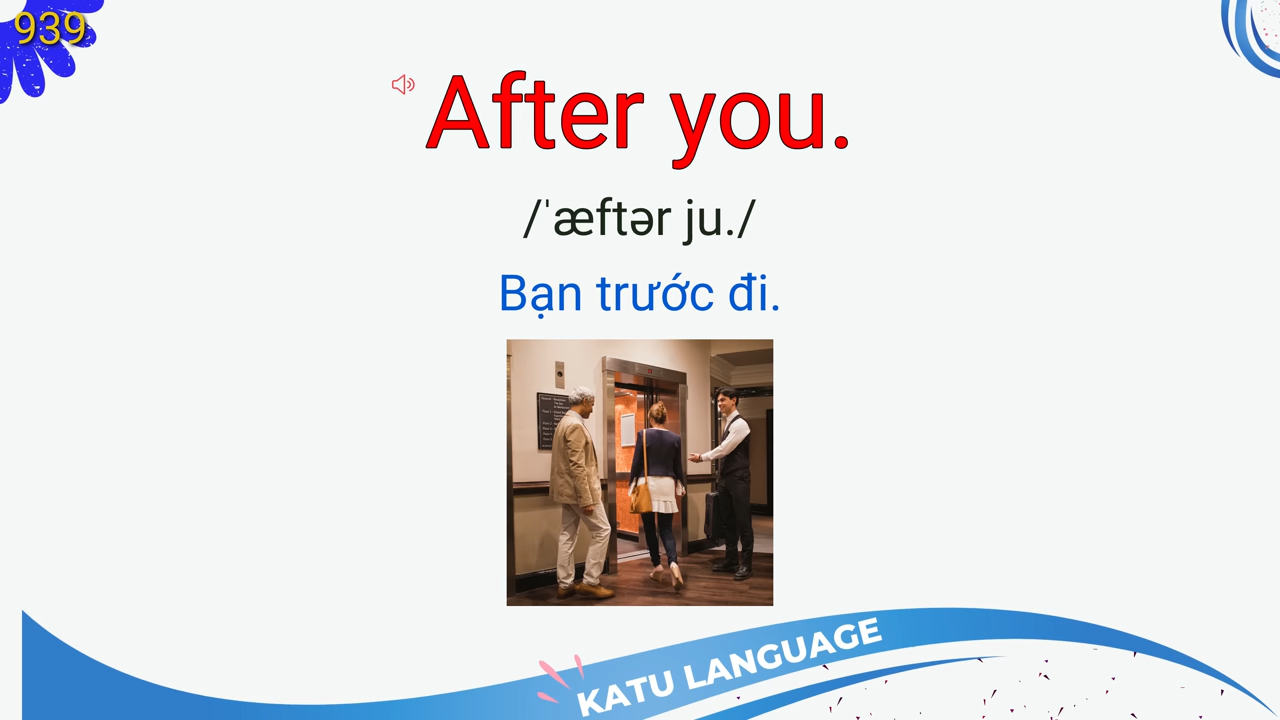 939
After you.
/ˈæftər ju./
Bạn trước đi.
KATU LANGUAGE